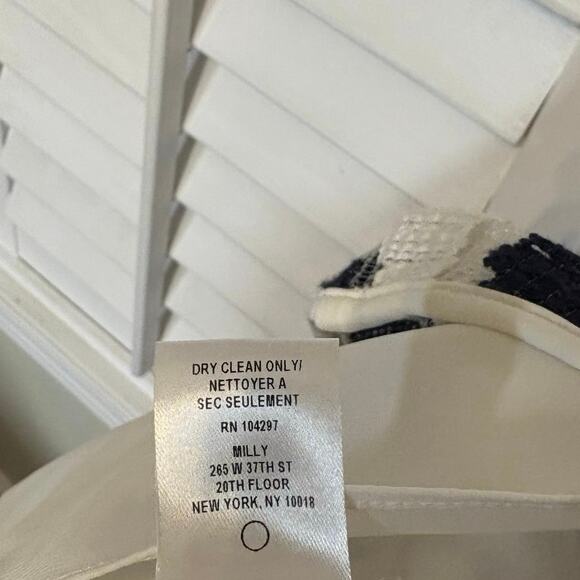 DRY CLEAN ONLY/
NETTOYER A
SEC SEULEMENT
RN 104297
MILLY
265 W 37TH ST
20TH FLOOR
NEW YORK, NY 10018